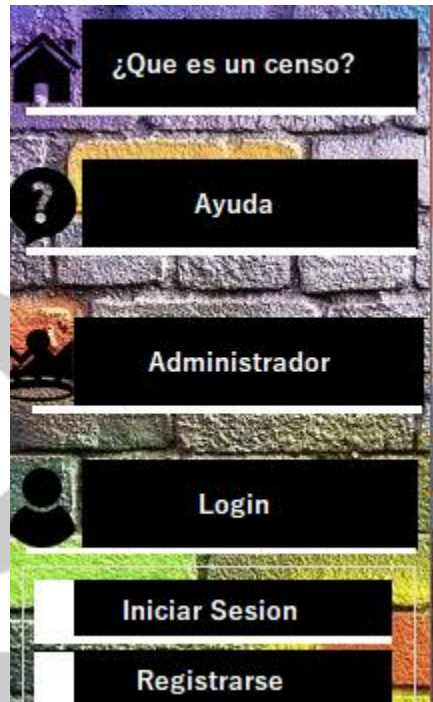 ¿Que es un censo?
Ayuda
Administrador
Login
Iniciar Sesion
Registrarse